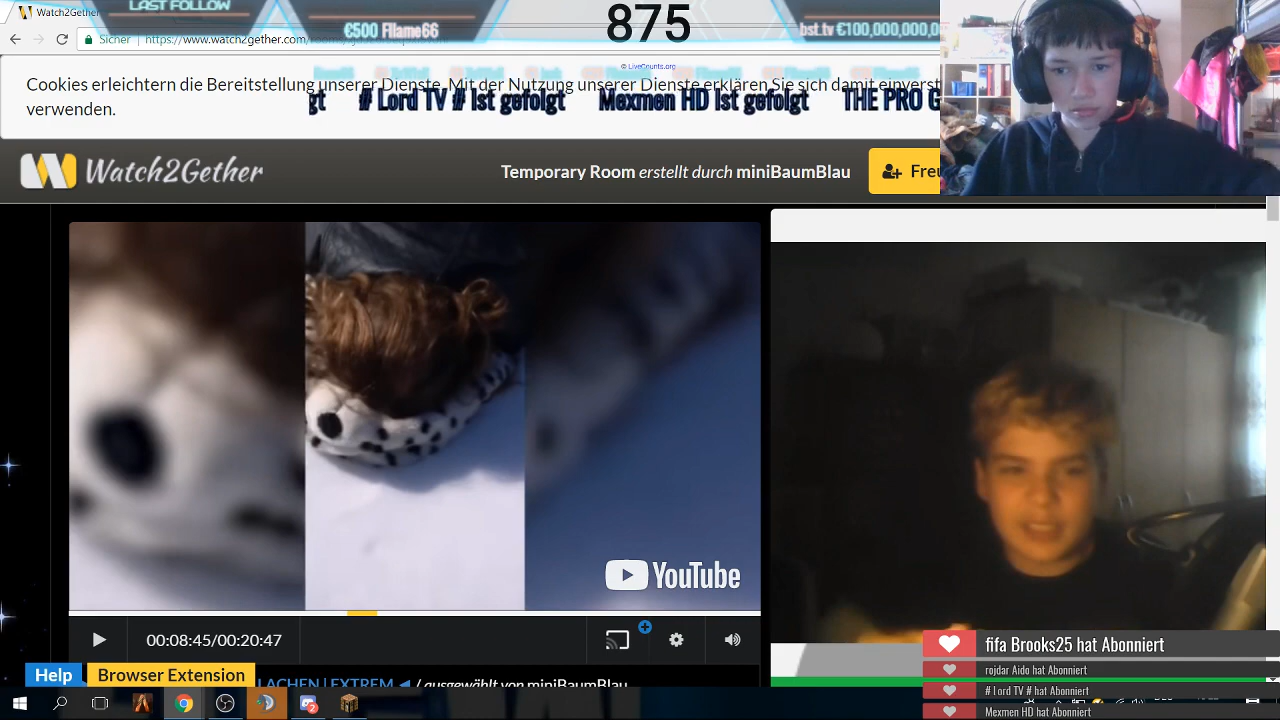 Watch2Gether
LAST FOLLOW
€500 Fllame66
875
bst.tv €100,000,000,0
Sicher
https://www.watch2gether.com
© LiveCounts.org
Cookies erleichtern die Bereitstellung unserer Dienste. Mit der Nutzung unserer Dienste erklären Sie sich damit einverst
verwenden.
gt # Lord TV # ist gefolgt Mexmen HD ist gefolgt THE PRO G
Watch2Gether
Temporary Room erstellt durch miniBaumBlau
Freu
YouTube
00:08:45/00:20:47
Help
Browser Extension
LACHEN | EXTREM ◄ / ausgewählt von miniBaumBlau
fifa Brooks25 hat Abonniert
rojdar Aido hat Abonniert
# Lord TV # hat Abonniert
Mexmen HD hat Abonniert